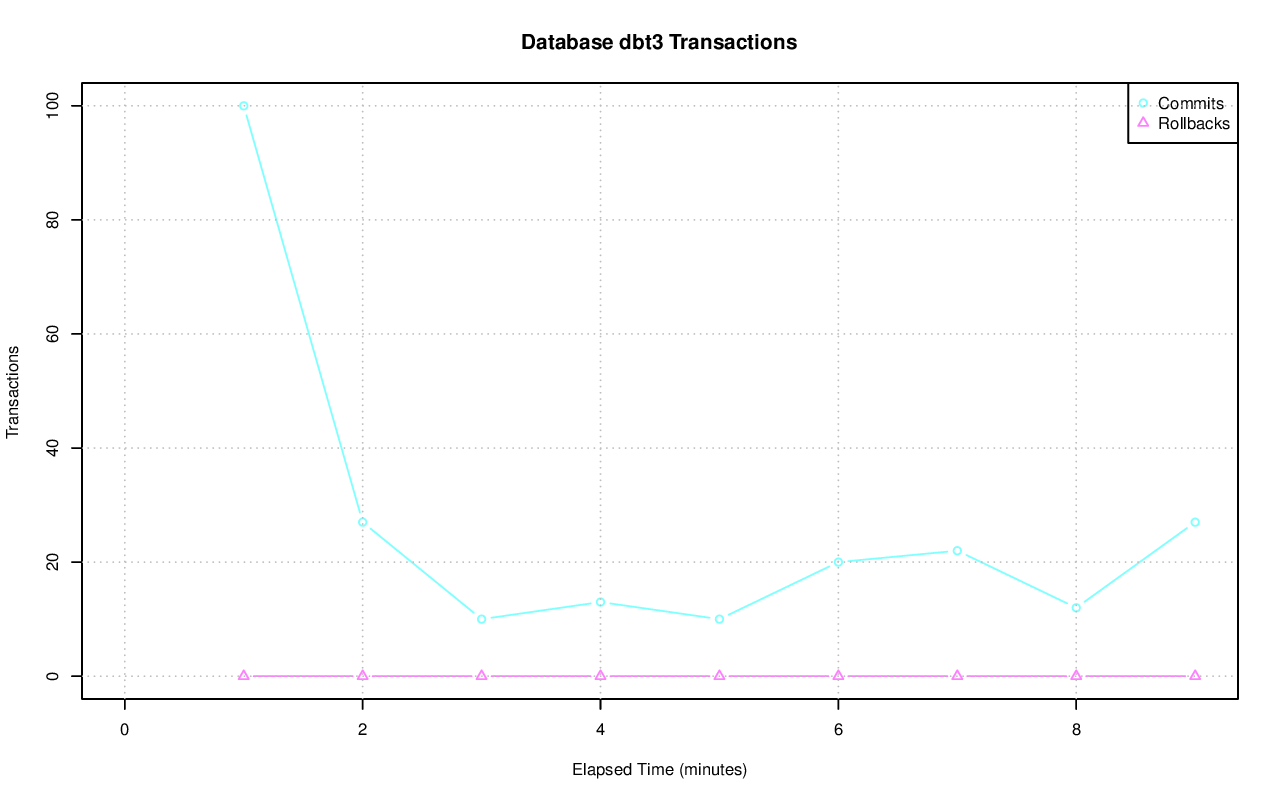 Database dbt3 Transactions
Commits
Rollbacks
100
80
60
40
20
0
Transactions
0 2 4 6 8
Elapsed Time (minutes)